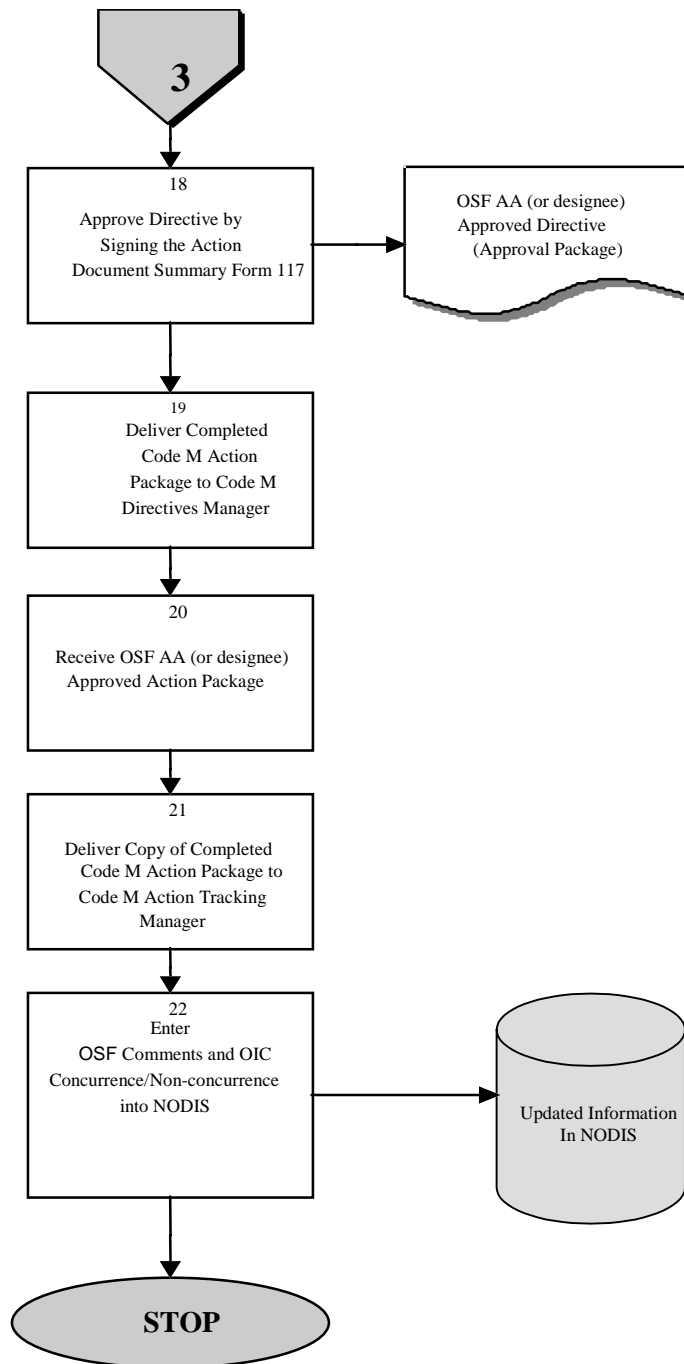 3
18
Approve Directive by
Signing the Action
Document Summary Form 117
OSF AA (or designee)
Approved Directive
(Approval Package)
19
Deliver Completed
Code M Action
Package to Code M
Directives Manager
20
Receive OSF AA (or designee)
Approved Action Package
21
Deliver Copy of Completed
Code M Action Package to
Code M Action Tracking
Manager
22
Enter
OSF Comments and OIC
Concurrence/Non-concurrence
into NODIS
Updated Information
In NODIS
STOP